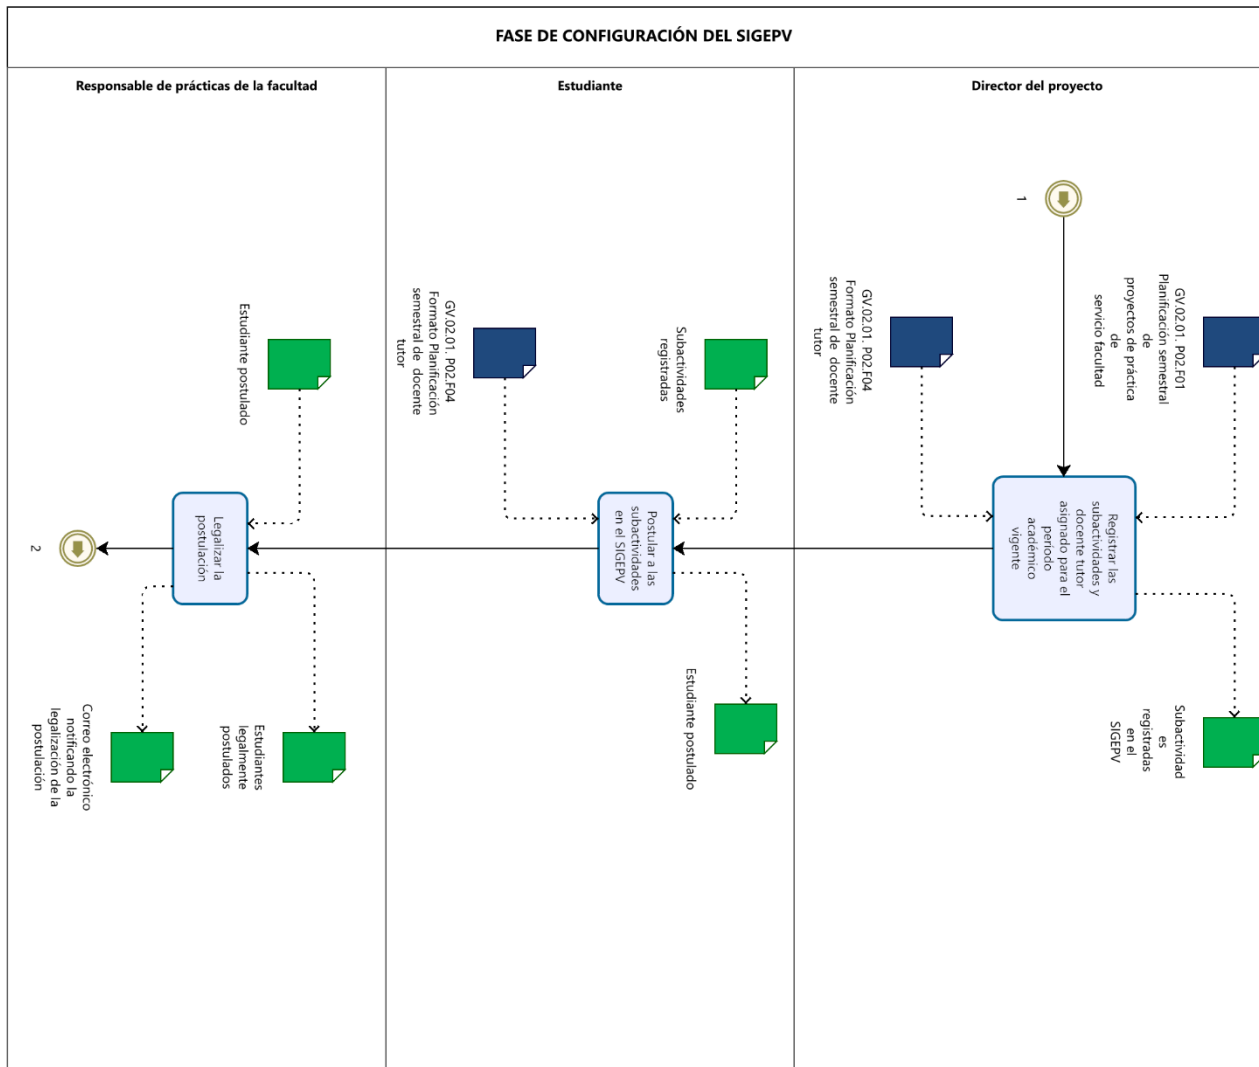 FASE DE CONFIGURACIÓN DEL SIGEPV
Responsable de prácticas de la facultad
Estudiante
Director del proyecto
1
GV.02.01. P02.F01
Planificación semestral
de
proyectos de práctica
de
servicio facultad
GV.02.01. P02.F04
Formato Planificación
semestral de docente
tutor
Registrar las
subactividades y
docente tutor
asignado para el
periodo
académico
vigente
Subactividad
es
registradas
en el
SIGEPV
Subactividades
registradas
GV.02.01. P02.F04
Formato Planificación
semestral de docente
tutor
Postular a las
subactividades
en el SIGEPV
Estudiante postulado
Estudiante postulado
Legalizar la
postulación
2
Estudiantes
legalmente
postulados
Correo electrónico
notificando la
legalización de la
postulación